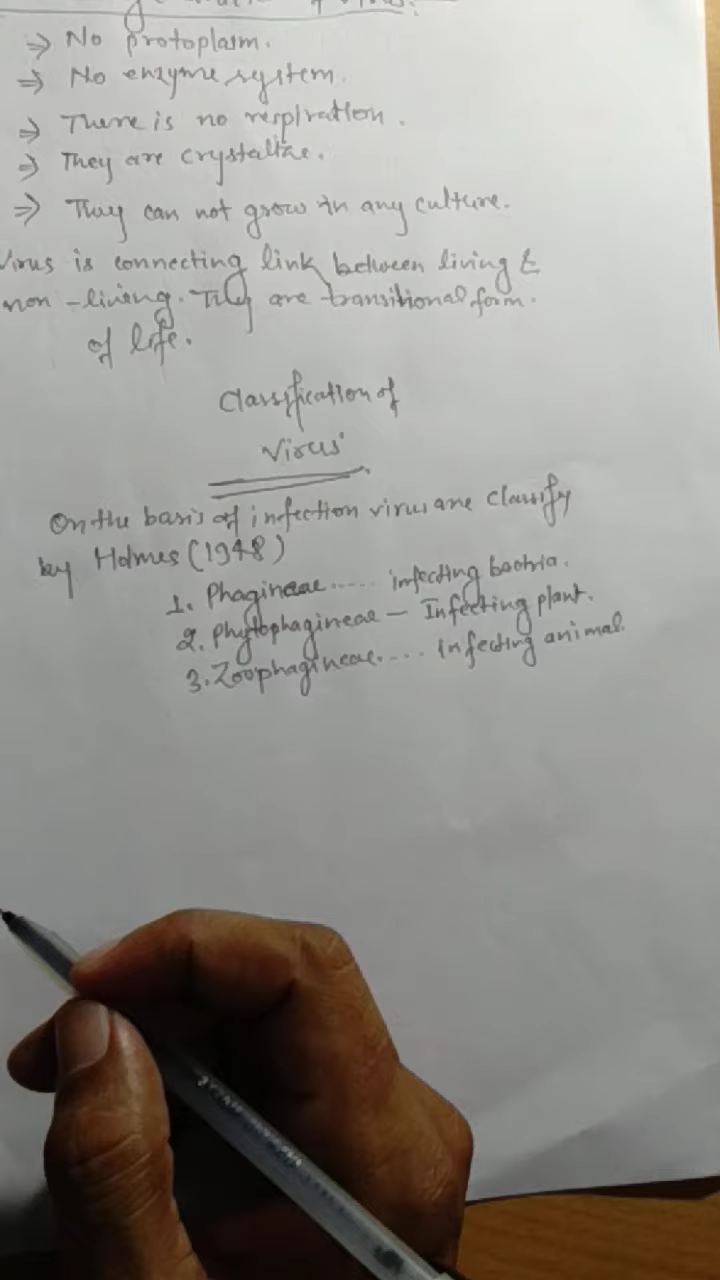 of virus.
⇒ No protoplasm.
⇒ No enzyme system.
⇒ There is no respiration.
⇒ They are crystallize.
⇒ They can not grow in any culture.
Virus is connecting link between living &
non-living. They are transitional form.
of life.
Classification of
Virus
On the basis of infection virus are classify
by Holmes (1948)
1. Phagineae..... infecting bactria.
2. Phytophagineae — Infecting plant.
3. Zoophagineae.... Infecting animal.